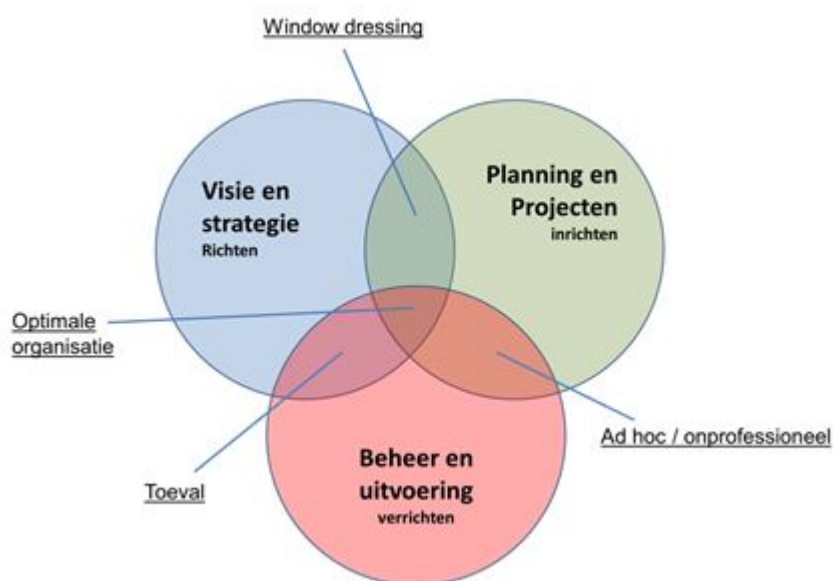 Window dressing
Visie en
strategie
Richten
Planning en
Projecten
inrichten
Optimale
organisatie
Ad hoc / onprofessioneel
Toeval
Beheer en
uitvoering
verrichten